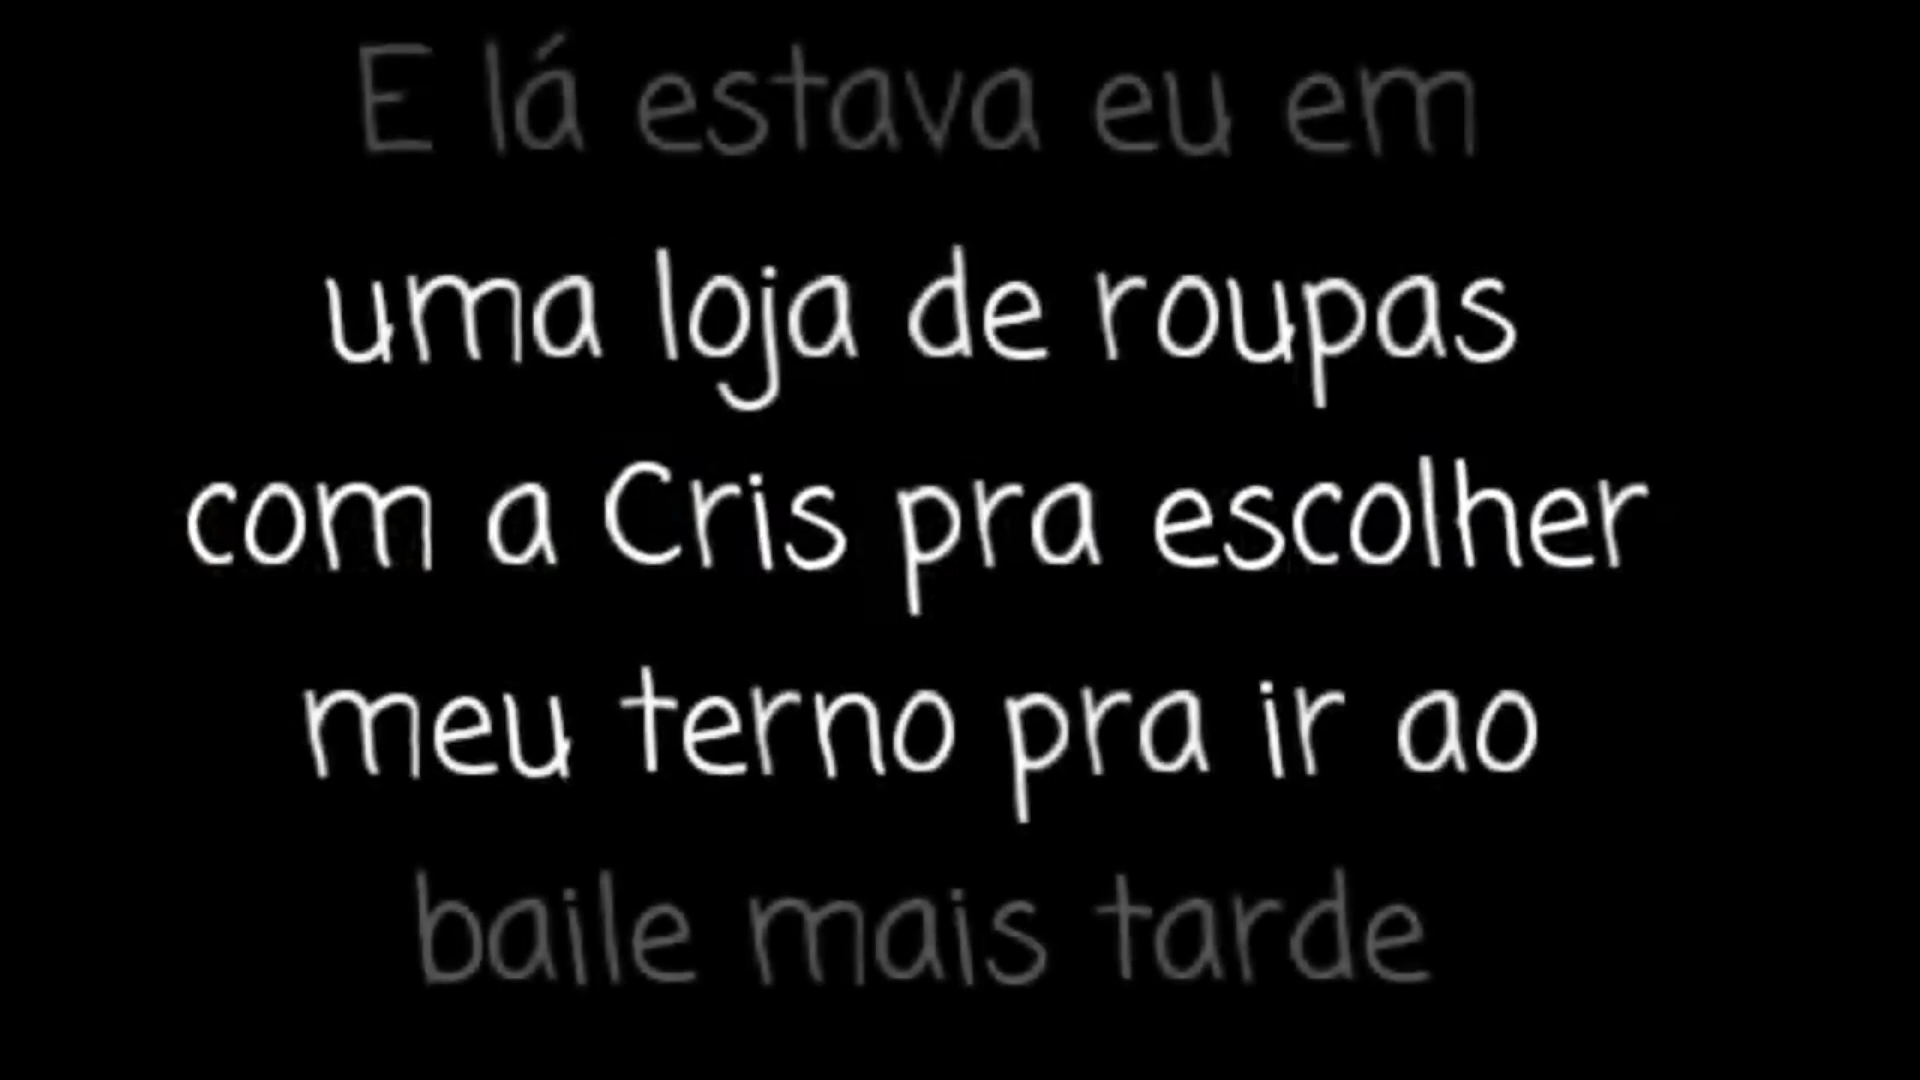 E lá estava eu em
uma loja de roupas
com a Cris pra escolher
meu terno pra ir ao
baile mais tarde